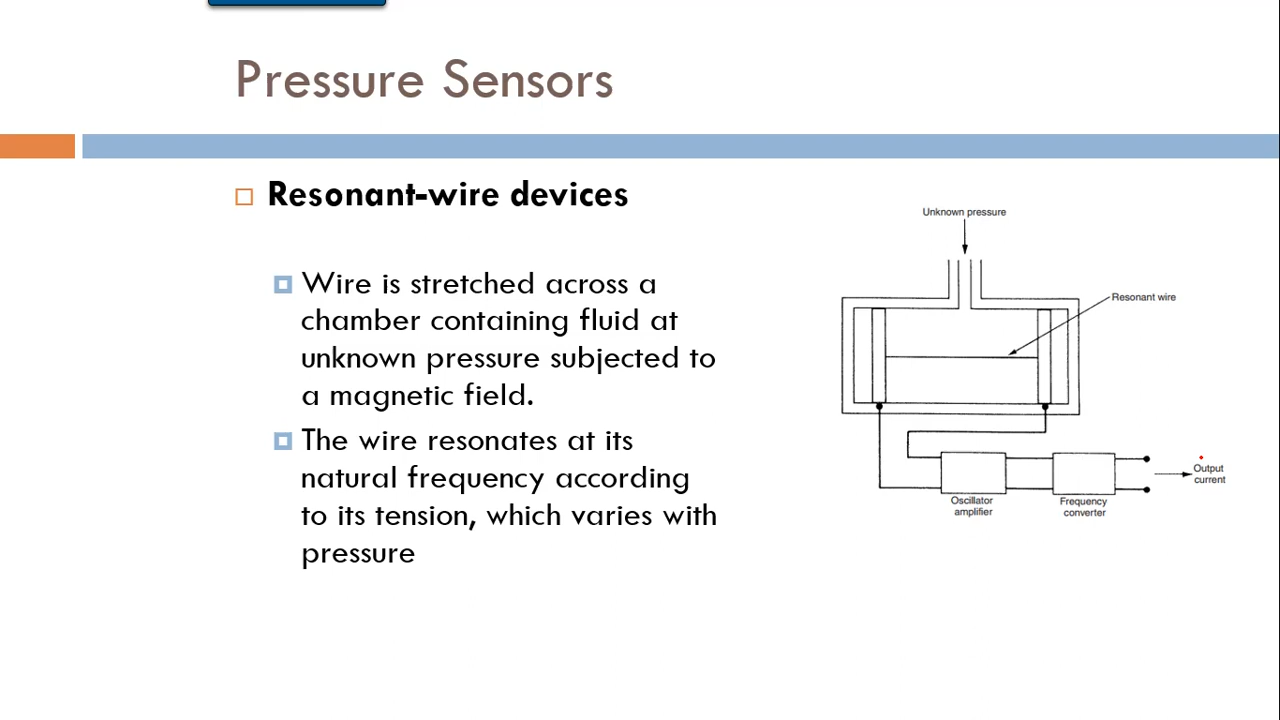 Pressure Sensors
Resonant-wire devices
Wire is stretched across a
chamber containing fluid at
unknown pressure subjected to
a magnetic field.
The wire resonates at its
natural frequency according
to its tension, which varies with
pressure
Unknown pressure
Resonant wire
Oscillator
amplifier
Frequency
converter
Output
current